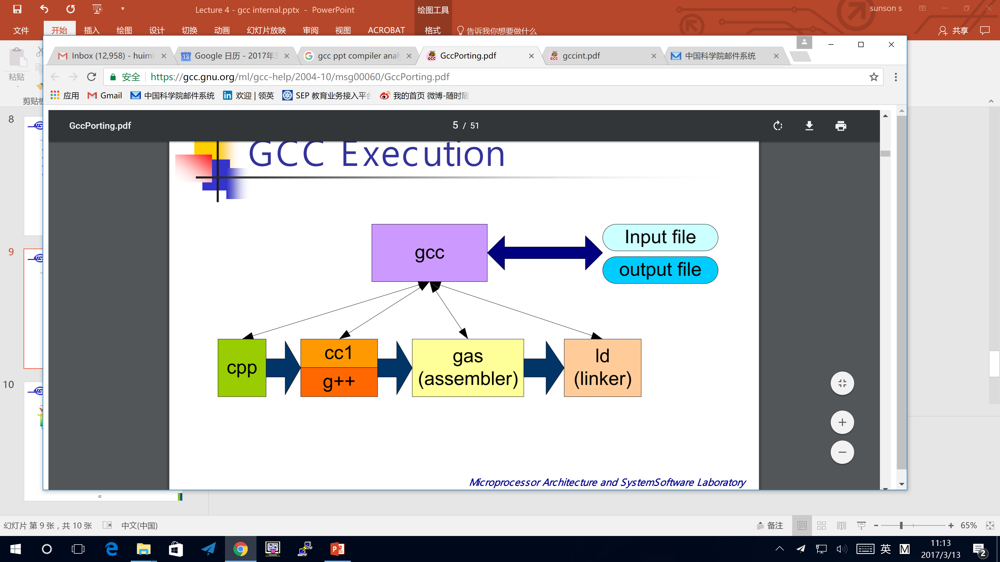 Lecture 4 - gcc internal.pptx - PowerPoint
绘图工具
sunson s
文件 开始 插入 绘图 设计 切换 动画 幻灯片放映 审阅 视图 ACROBAT 格式 告诉我你想要做什么 共享
粘贴
剪贴板
Inbox (12,958) - huimi
13 Google 日历 - 2017年3
gcc ppt compiler anal
GccPorting.pdf
gccint.pdf
中国科学院邮件系统
安全 https://gcc.gnu.org/ml/gcc-help/2004-10/msg00060/GccPorting.pdf
应用 Gmail 中国科学院邮件系统 欢迎 | 领英 SEP 教育业务接入平台 我的首页 微博-随时随
GccPorting.pdf 5 / 51
GCC Execution
gcc
Input file
output file
cpp
cc1
g++
gas
(assembler)
ld
(linker)
Microprocessor Architecture and SystemSoftware Laboratory
8
9
10
92
幻灯片 第 9 张，共 10 张 中文(中国) 备注 65%
英 M
11:13
2017/3/13
2